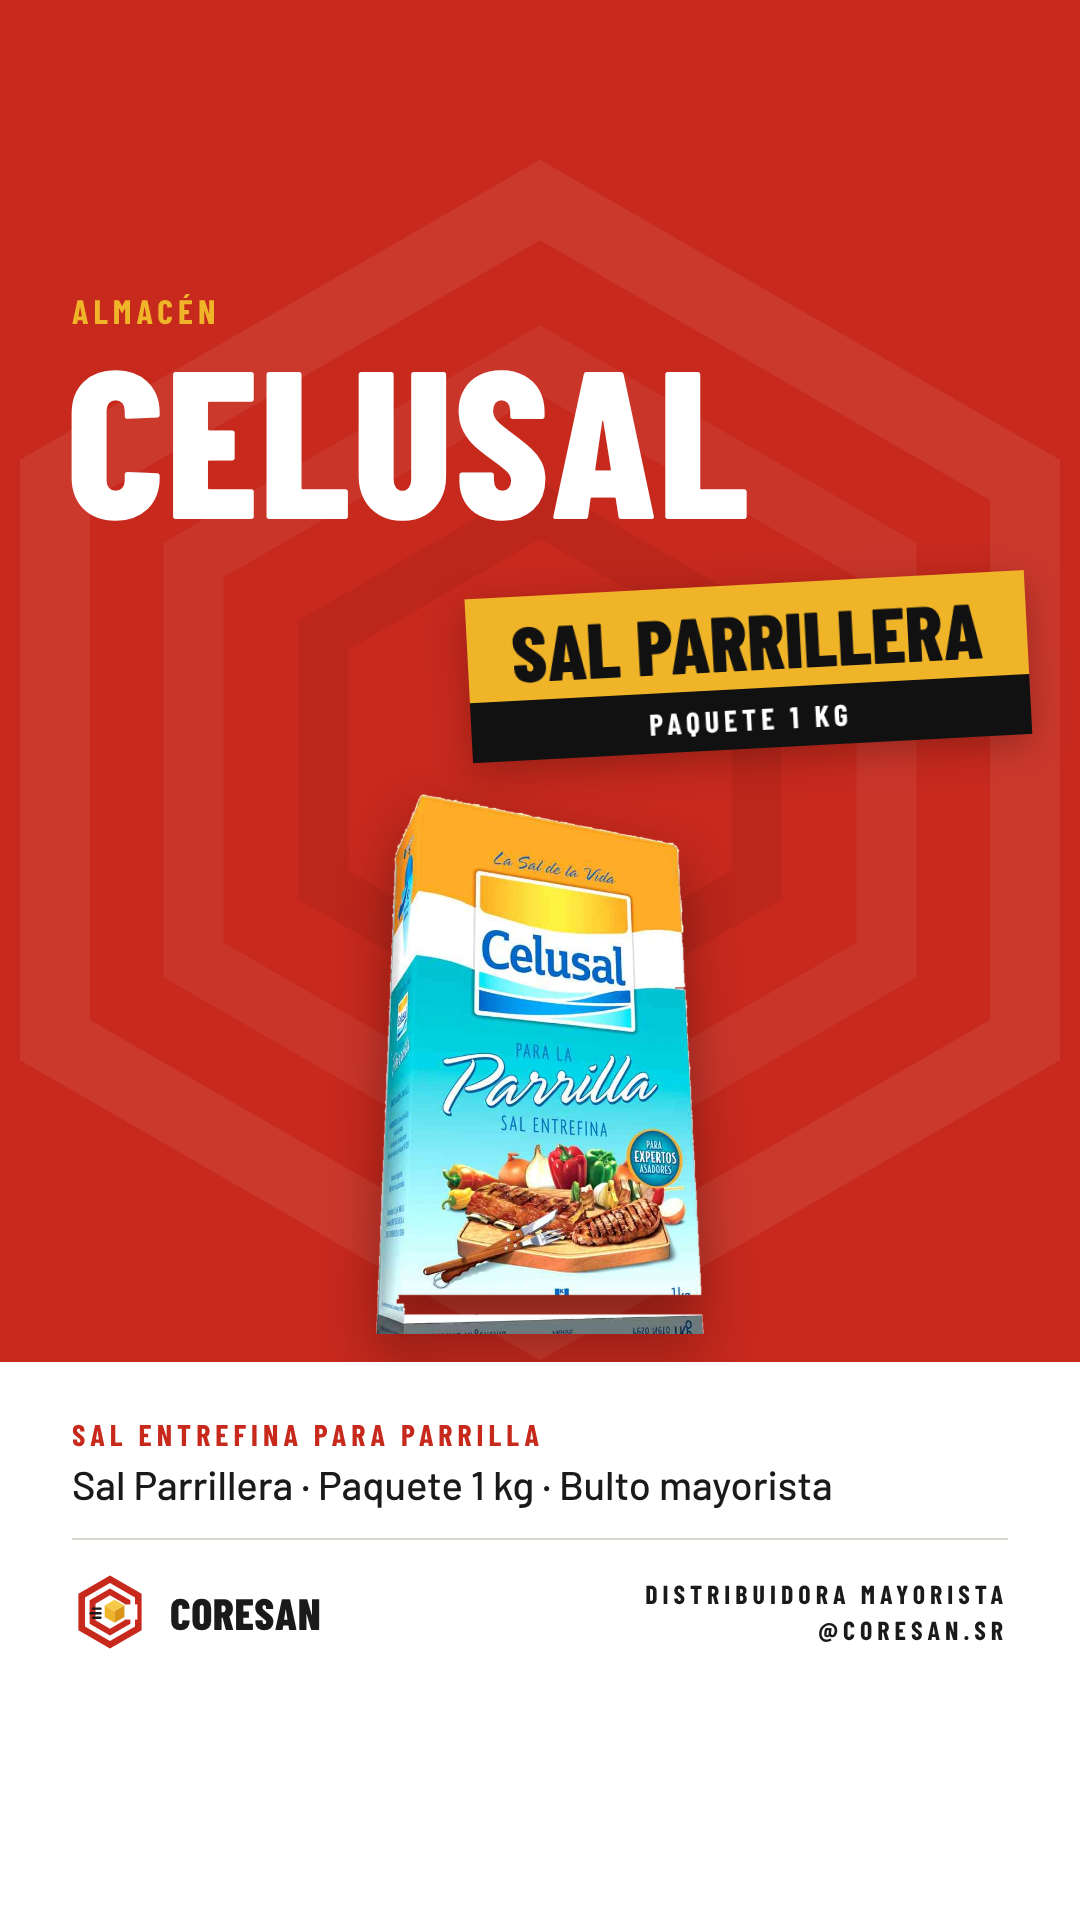 ALMACÉN
CELUSAL
SAL PARRILLERA
PAQUETE 1 KG
La Sal de la Vida
Celusal
PARA LA
Parrilla
SAL ENTREFINA
PARA
EXPERTOS
ASADORES
SAL ENTREFINA PARA PARRILLA
Sal Parrillera · Paquete 1 kg · Bulto mayorista
CORESAN
DISTRIBUIDORA MAYORISTA
@CORESAN.SR